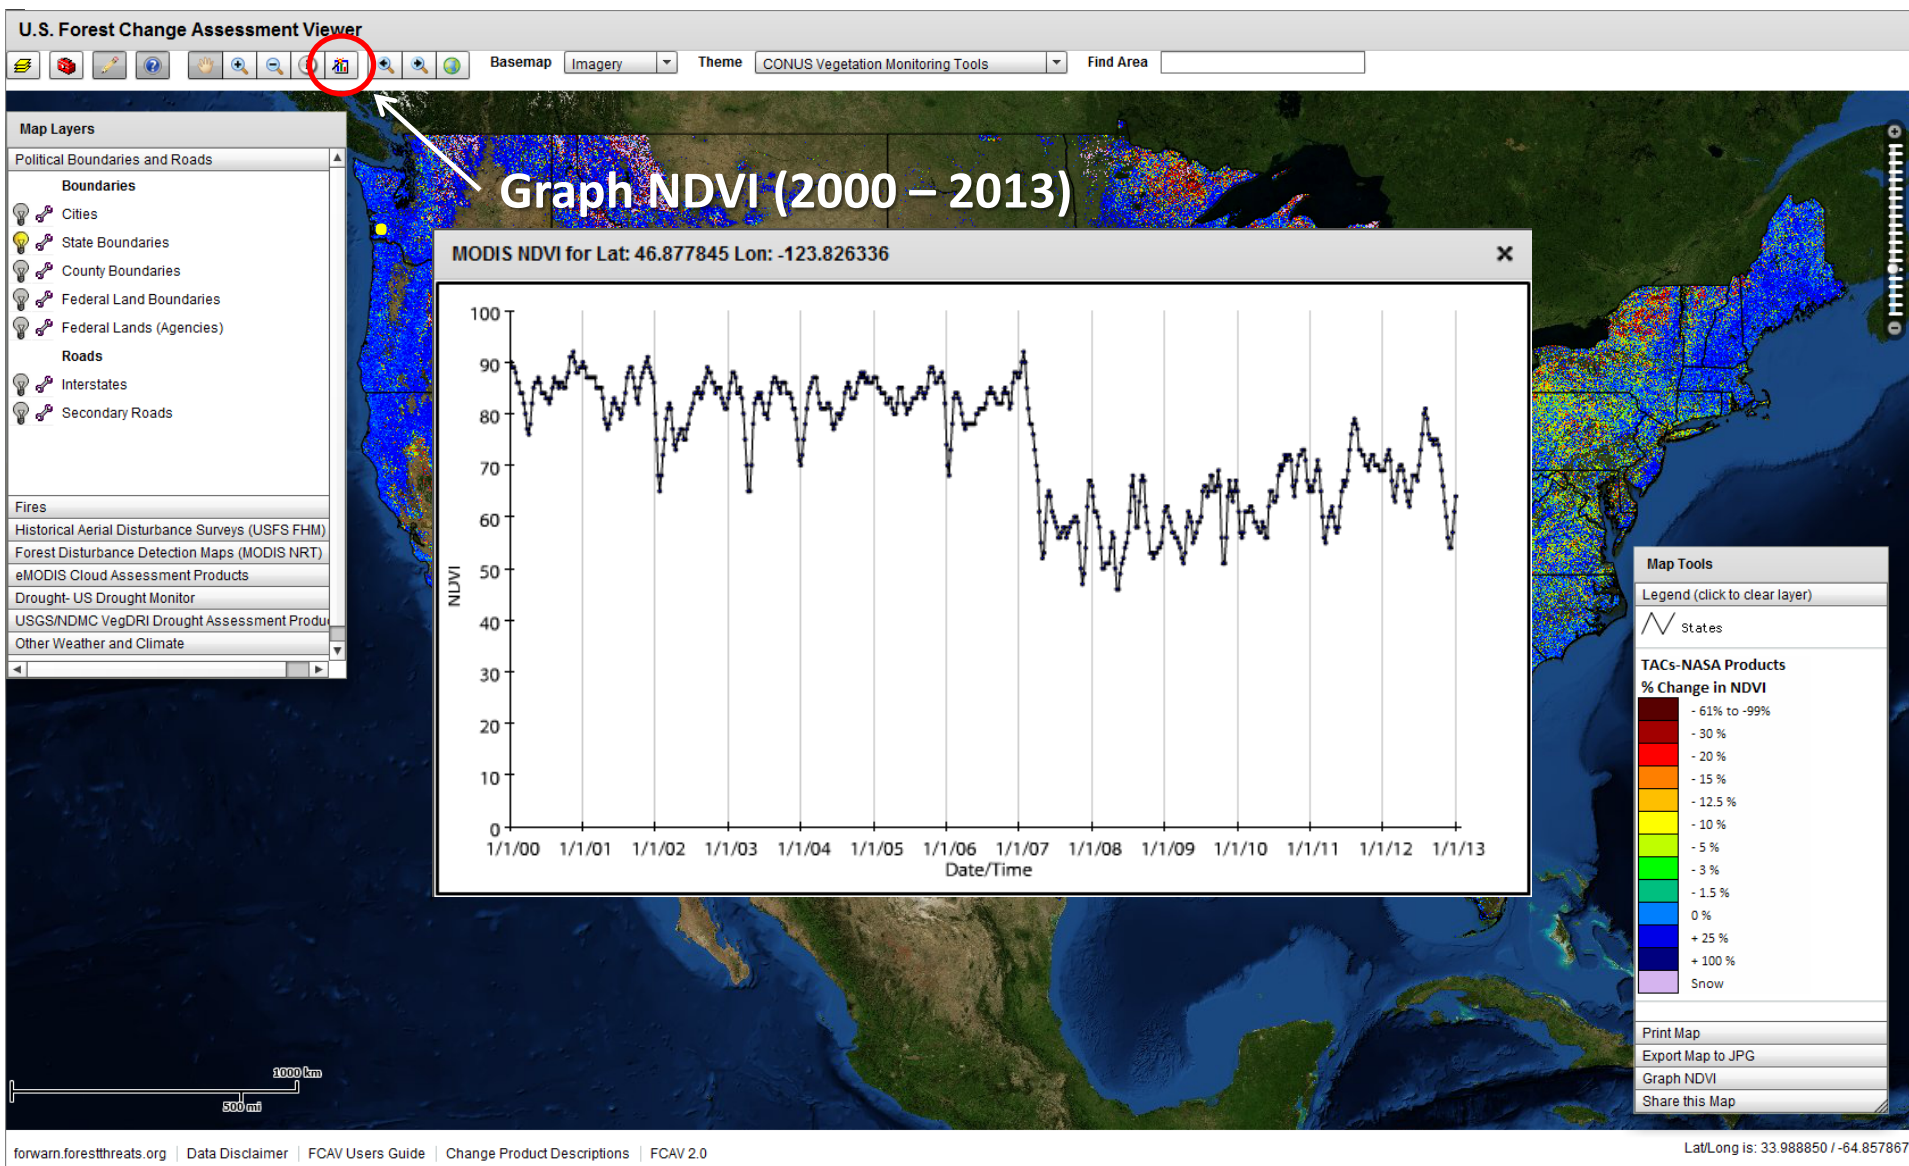 U.S. Forest Change Assessment Viewer
Basemap Imagery Theme CONUS Vegetation Monitoring Tools Find Area
Map Layers
Political Boundaries and Roads
Boundaries
Cities
State Boundaries
County Boundaries
Federal Land Boundaries
Federal Lands (Agencies)
Roads
Interstates
Secondary Roads
Fires
Historical Aerial Disturbance Surveys (USFS FHM)
Forest Disturbance Detection Maps (MODIS NRT)
eMODIS Cloud Assessment Products
Drought- US Drought Monitor
USGS/NDMC VegDRI Drought Assessment Produ
Other Weather and Climate
Graph NDVI (2000 – 2013)
MODIS NDVI for Lat: 46.877845 Lon: -123.826336
100
90
80
70
60
50
40
30
20
10
0
NDVI
1/1/00 1/1/01 1/1/02 1/1/03 1/1/04 1/1/05 1/1/06 1/1/07 1/1/08 1/1/09 1/1/10 1/1/11 1/1/12 1/1/13
Date/Time
Map Tools
Legend (click to clear layer)
States
TACs-NASA Products
% Change in NDVI
- 61% to -99%
- 30 %
- 20 %
- 15 %
- 12.5 %
- 10 %
- 5 %
- 3 %
- 1.5 %
0 %
+ 25 %
+ 100 %
Snow
Print Map
Export Map to JPG
Graph NDVI
Share this Map
1000 km
500 mi
forwarn.forestthreats.org Data Disclaimer FCAV Users Guide Change Product Descriptions FCAV 2.0
Lat/Long is: 33.988850 / -64.857867